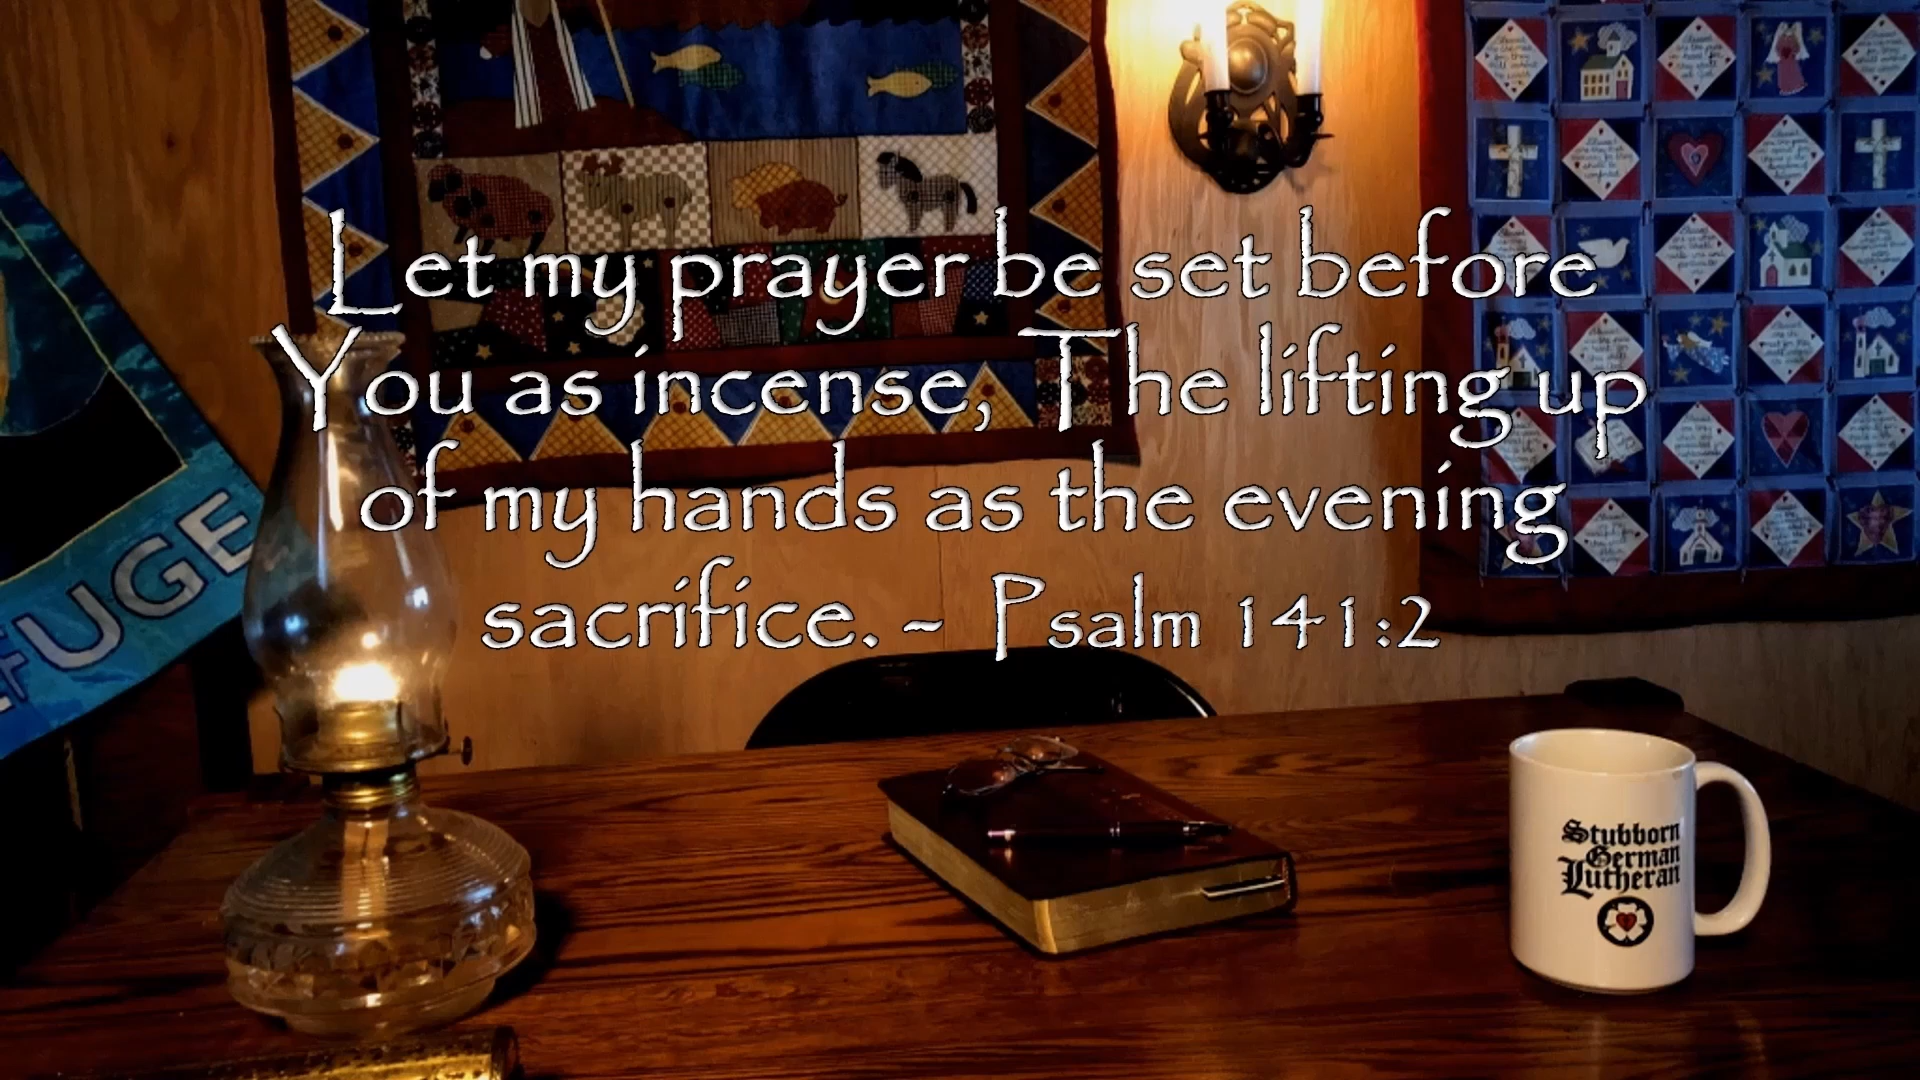 Let my prayer be set before
You as incense, The lifting up
of my hands as the evening
sacrifice. ~ Psalm 141:2
FUGE
Stubborn
German
Lutheran